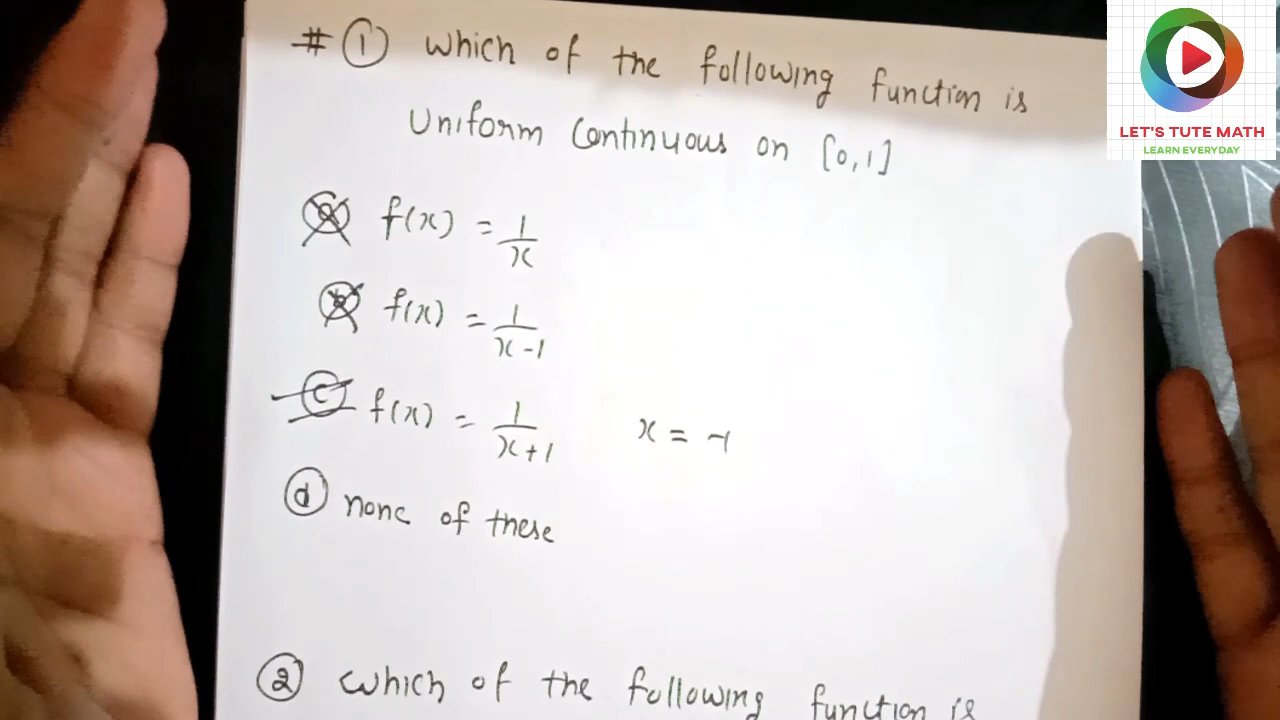 # ① which of the following function is
uniform continuous on [0,1]
ⓐ f(x) = 1/x
ⓑ f(x) = 1/x-1
ⓒ f(x) = 1/x+1 x = -1
ⓓ none of these
② which of the following function is
LET'S TUTE MATH
LEARN EVERYDAY